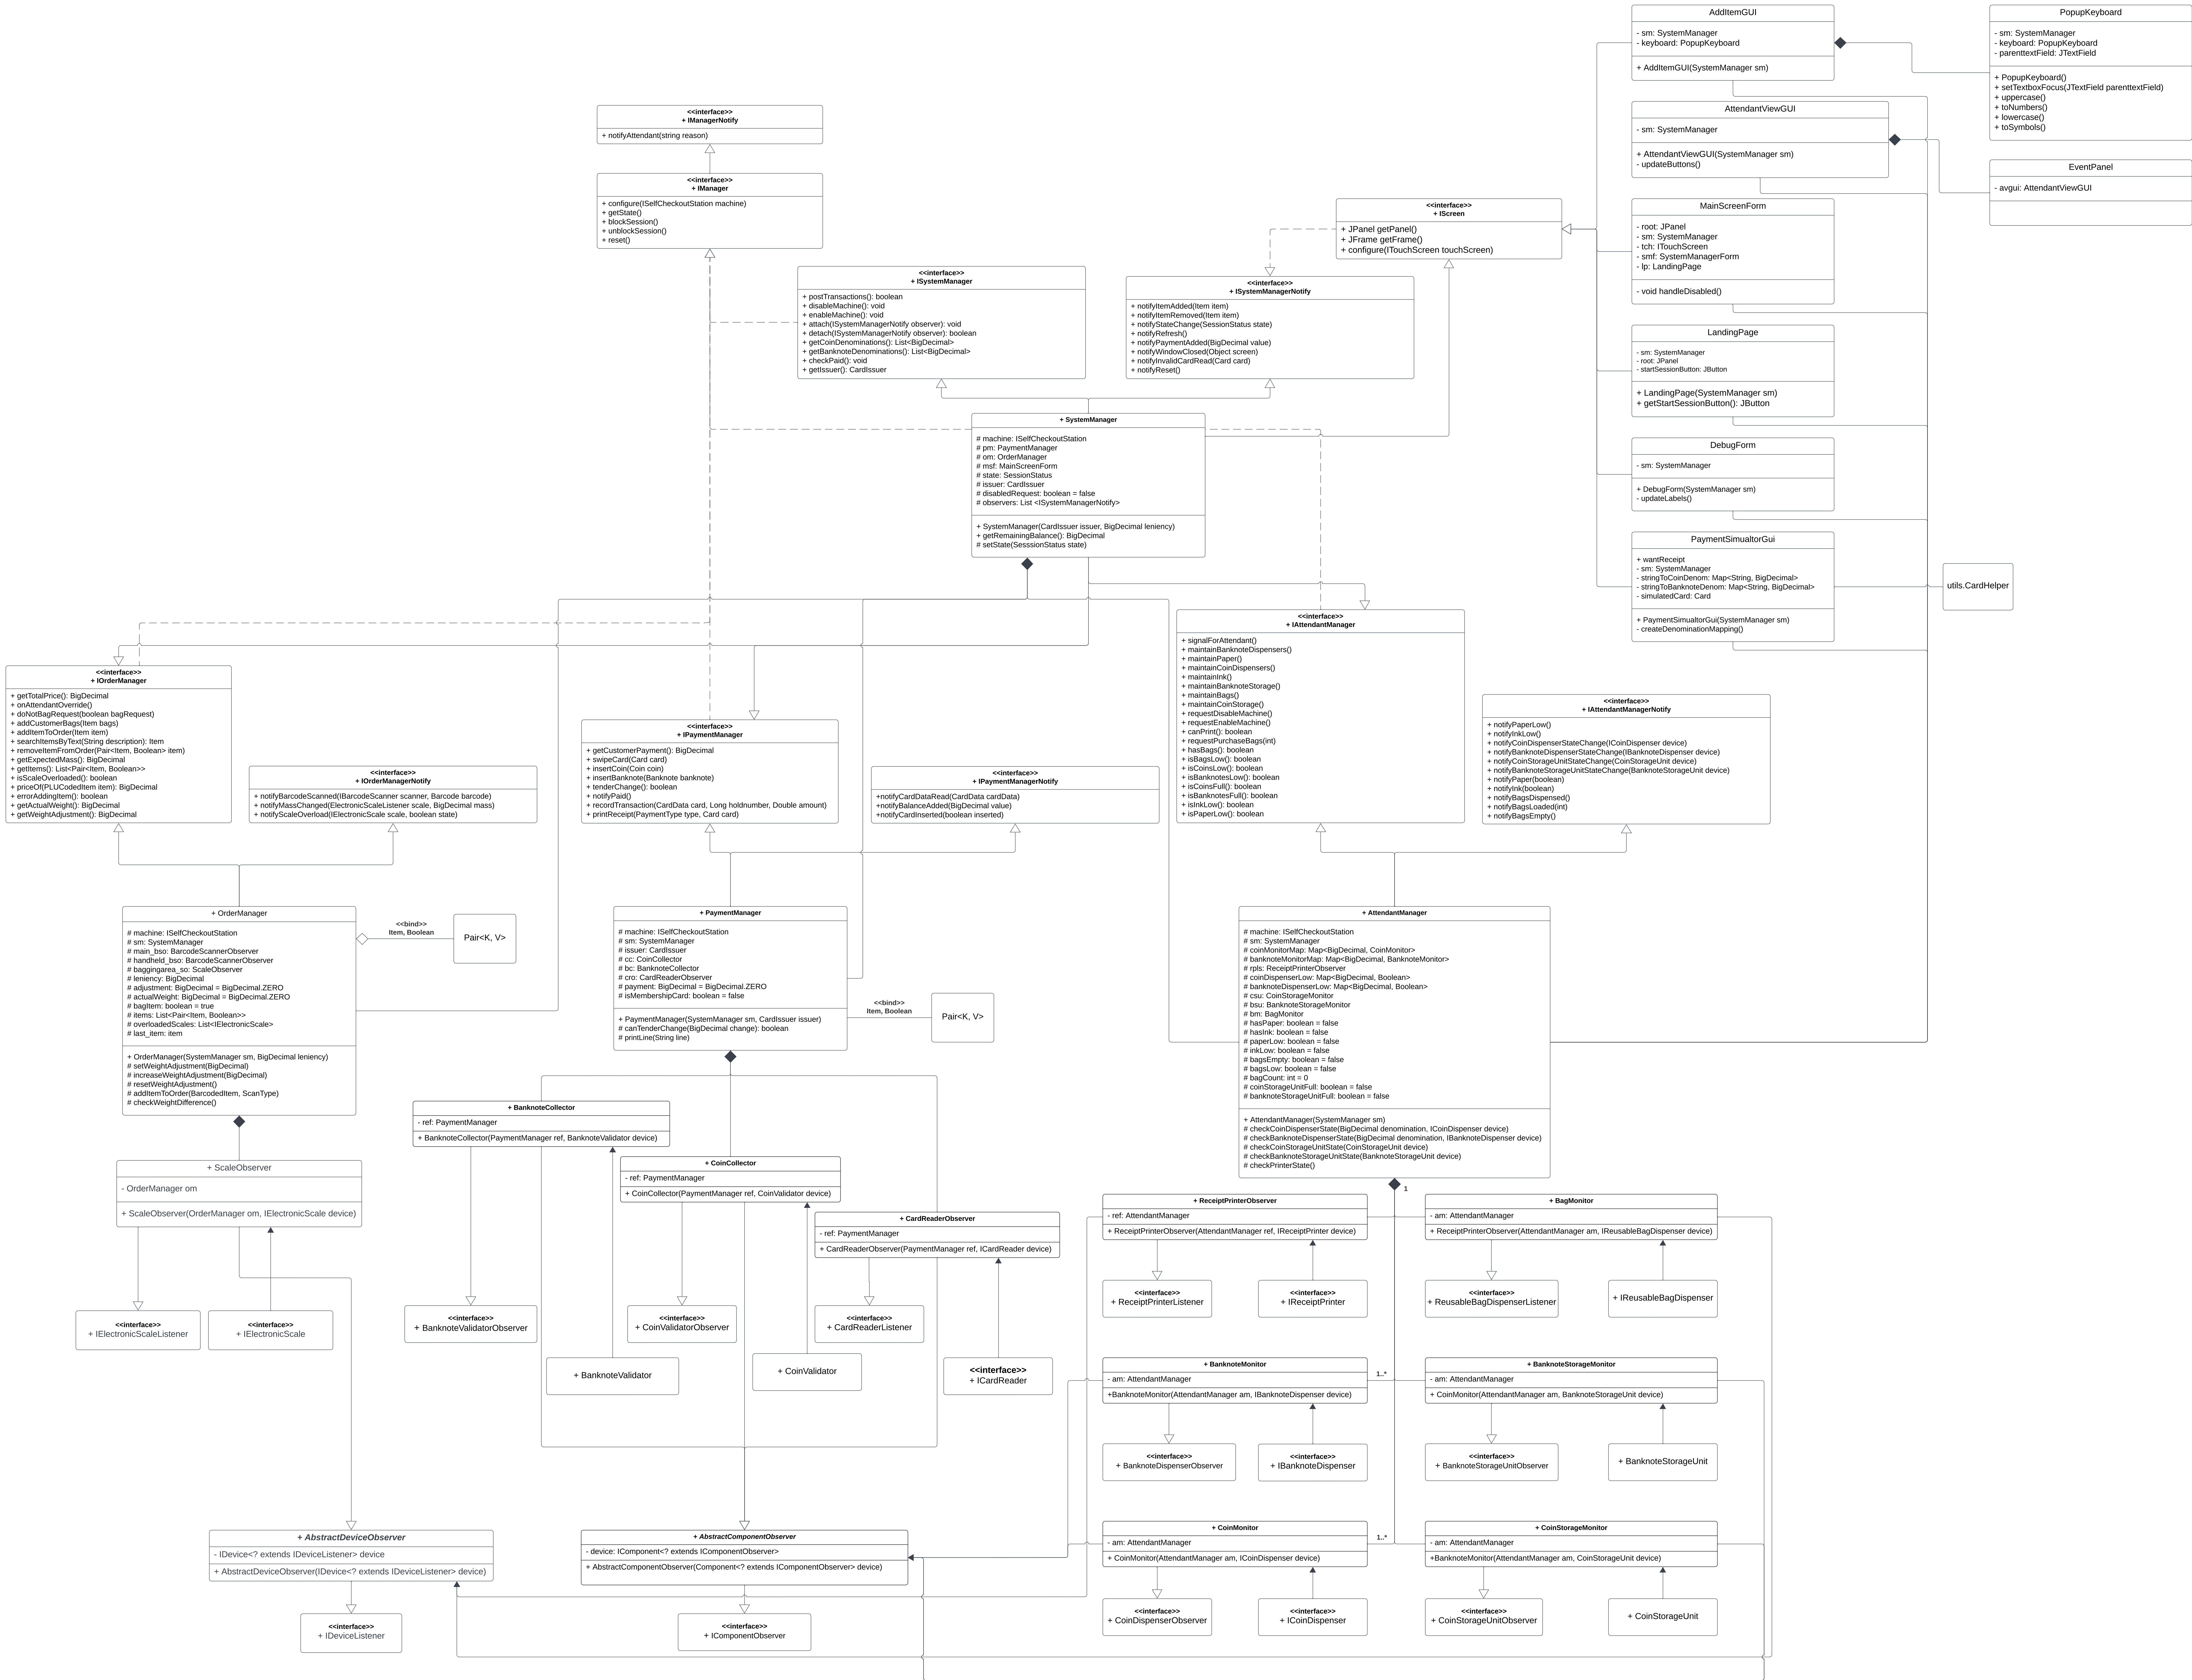 AddItemGUI
- sm: SystemManager
- keyboard: PopupKeyboard
+ AddItemGUI(SystemManager sm)
PopupKeyboard
- sm: SystemManager
- keyboard: PopupKeyboard
- parenttextField: JTextField
+ PopupKeyboard()
+ setTextboxFocus(JTextField parenttextField)
+ uppercase()
+ toNumbers()
+ lowercase()
+ toSymbols()
<<interface>>
+ IManagerNotify
+ notifyAttendant(string reason)
AttendantViewGUI
- sm: SystemManager
+ AttendantViewGUI(SystemManager sm)
- updateButtons()
EventPanel
- avgui: AttendantViewGUI
<<interface>>
+ IManager
+ configure(ISelfCheckoutStation machine)
+ getState()
+ blockSession()
+ unblockSession()
+ reset()
<<interface>>
+ IScreen
+ JPanel getPanel()
+ JFrame getFrame()
+ configure(ITouchScreen touchScreen)
MainScreenForm
- root: JPanel
- sm: SystemManager
- tch: ITouchScreen
- smf: SystemManagerForm
- lp: LandingPage
- void handleDisabled()
<<interface>>
+ ISystemManager
+ postTransactions(): boolean
+ disableMachine(): void
+ enableMachine(): void
+ attach(ISystemManagerNotify observer): void
+ detach(ISystemManagerNotify observer): boolean
+ getCoinDenominations(): List<BigDecimal>
+ getBanknoteDenominations(): List<BigDecimal>
+ checkPaid(): void
+ getIssuer(): CardIssuer
<<interface>>
+ ISystemManagerNotify
+ notifyItemAdded(Item item)
+ notifyItemRemoved(Item item)
+ notifyStateChange(SessionStatus state)
+ notifyRefresh()
+ notifyPaymentAdded(BigDecimal value)
+ notifyWindowClosed(Object screen)
+ notifyInvalidCardRead(Card card)
+ notifyReset()
LandingPage
- sm: SystemManager
- root: JPanel
- startSessionButton: JButton
+ LandingPage(SystemManager sm)
+ getStartSessionButton(): JButton
+ SystemManager
# machine: ISelfCheckoutStation
# pm: PaymentManager
# om: OrderManager
# msf: MainScreenForm
# state: SessionStatus
# issuer: CardIssuer
# disabledRequest: boolean = false
# observers: List <ISystemManagerNotify>
+ SystemManager(CardIssuer issuer, BigDecimal leniency)
+ getRemainingBalance(): BigDecimal
# setState(SesssionStatus state)
DebugForm
- sm: SystemManager
+ DebugForm(SystemManager sm)
- updateLabels()
PaymentSimualtorGui
+ wantReceipt
- sm: SystemManager
- stringToCoinDenom: Map<String, BigDecimal>
- stringToBanknoteDenom: Map<String, BigDecimal>
- simulatedCard: Card
+ PaymentSimualtorGui(SystemManager sm)
- createDenominationMapping()
utils.CardHelper
<<interface>>
+ IOrderManager
+ getTotalPrice(): BigDecimal
+ onAttendantOverride()
+ doNotBagRequest(boolean bagRequest)
+ addCustomerBags(Item bags)
+ addItemToOrder(Item item)
+ searchItemsByText(String description): Item
+ removeItemFromOrder(Pair<Item, Boolean> item)
+ getExpectedMass(): BigDecimal
+ getItems(): List<Pair<Item, Boolean>>
+ isScaleOverloaded(): boolean
+ priceOf(PLUCodedItem item): BigDecimal
+ errorAddingItem(): boolean
+ getActualWeight(): BigDecimal
+ getWeightAdjustment(): BigDecimal
<<interface>>
+ IOrderManagerNotify
+ notifyBarcodeScanned(IBarcodeScanner scanner, Barcode barcode)
+ notifyMassChanged(ElectronicScaleListener scale, BigDecimal mass)
+ notifyScaleOverload(IElectronicScale scale, boolean state)
<<interface>>
+ IPaymentManager
+ getCustomerPayment(): BigDecimal
+ swipeCard(Card card)
+ insertCoin(Coin coin)
+ insertBanknote(Banknote banknote)
+ tenderChange(): boolean
+ notifyPaid()
+ recordTransaction(CardData card, Long holdnumber, Double amount)
+ printReceipt(PaymentType type, Card card)
<<interface>>
+ IPaymentManagerNotify
+notifyCardDataRead(CardData cardData)
+notifyBalanceAdded(BigDecimal value)
+notifyCardInserted(boolean inserted)
<<interface>>
+ IAttendantManager
+ signalForAttendant()
+ maintainBanknoteDispensers()
+ maintainPaper()
+ maintainCoinDispensers()
+ maintainInk()
+ maintainBanknoteStorage()
+ maintainBags()
+ maintainCoinStorage()
+ requestDisableMachine()
+ requestEnableMachine()
+ canPrint(): boolean
+ requestPurchaseBags(int)
+ hasBags(): boolean
+ isBagsLow(): boolean
+ isCoinsLow(): boolean
+ isBanknotesLow(): boolean
+ isCoinsFull(): boolean
+ isBanknotesFull(): boolean
+ isInkLow(): boolean
+ isPaperLow(): boolean
<<interface>>
+ IAttendantManagerNotify
+ notifyPaperLow()
+ notifyInkLow()
+ notifyCoinDispenserStateChange(ICoinDispenser device)
+ notifyBanknoteDispenserStateChange(IBanknoteDispenser device)
+ notifyCoinStorageUnitStateChange(CoinStorageUnit device)
+ notifyBanknoteStorageUnitStateChange(BanknoteStorageUnit device)
+ notifyPaper(boolean)
+ notifyInk(boolean)
+ notifyBagsDispensed()
+ notifyBagsLoaded(int)
+ notifyBagsEmpty()
+ OrderManager
# machine: ISelfCheckoutStation
# sm: SystemManager
# main_bso: BarcodeScannerObserver
# handheld_bso: BarcodeScannerObserver
# baggingarea_so: ScaleObserver
# leniency: BigDecimal
# adjustment: BigDecimal = BigDecimal.ZERO
# actualWeight: BigDecimal = BigDecimal.ZERO
# bagItem: boolean = true
# items: List<Pair<Item, Boolean>>
# overloadedScales: List<IElectronicScale>
# last_item: item
+ OrderManager(SystemManager sm, BigDecimal leniency)
# setWeightAdjustment(BigDecimal)
# increaseWeightAdjustment(BigDecimal)
# resetWeightAdjustment()
# addItemToOrder(BarcodedItem, ScanType)
# checkWeightDifference()
<<bind>>
Item, Boolean
Pair<K, V>
+ PaymentManager
# machine: ISelfCheckoutStation
# sm: SystemManager
# issuer: CardIssuer
# cc: CoinCollector
# bc: BanknoteCollector
# cro: CardReaderObserver
# payment: BigDecimal = BigDecimal.ZERO
# isMembershipCard: boolean = false
+ PaymentManager(SystemManager sm, CardIssuer issuer)
# canTenderChange(BigDecimal change): boolean
# printLine(String line)
<<bind>>
Item, Boolean
Pair<K, V>
+ AttendantManager
# machine: ISelfCheckoutStation
# sm: SystemManager
# coinMonitorMap: Map<BigDecimal, CoinMonitor>
# banknoteMonitorMap: Map<BigDecimal, BanknoteMonitor>
# rpls: ReceiptPrinterObserver
# coinDispenserLow: Map<BigDecimal, Boolean>
# banknoteDispenserLow: Map<BigDecimal, Boolean>
# csu: CoinStorageMonitor
# bsu: BanknoteStorageMonitor
# bm: BagMonitor
# hasPaper: boolean = false
# hasInk: boolean = false
# paperLow: boolean = false
# inkLow: boolean = false
# bagsEmpty: boolean = false
# bagsLow: boolean = false
# bagCount: int = 0
# coinStorageUnitFull: boolean = false
# banknoteStorageUnitFull: boolean = false
+ AttendantManager(SystemManager sm)
# checkCoinDispenserState(BigDecimal denomination, ICoinDispenser device)
# checkBanknoteDispenserState(BigDecimal denomination, IBanknoteDispenser device)
# checkCoinStorageUnitState(CoinStorageUnit device)
# checkBanknoteStorageUnitState(BanknoteStorageUnit device)
# checkPrinterState()
+ BanknoteCollector
- ref: PaymentManager
+ BanknoteCollector(PaymentManager ref, BanknoteValidator device)
+ CoinCollector
- ref: PaymentManager
+ CoinCollector(PaymentManager ref, CoinValidator device)
+ CardReaderObserver
- ref: PaymentManager
+ CardReaderObserver(PaymentManager ref, ICardReader device)
+ ScaleObserver
- OrderManager om
+ ScaleObserver(OrderManager om, IElectronicScale device)
1
+ ReceiptPrinterObserver
- ref: AttendantManager
+ ReceiptPrinterObserver(AttendantManager ref, IReceiptPrinter device)
+ BagMonitor
- am: AttendantManager
+ ReceiptPrinterObserver(AttendantManager am, IReusableBagDispenser device)
<<interface>>
+ ReceiptPrinterListener
<<interface>>
+ IReceiptPrinter
<<interface>>
+ ReusableBagDispenserListener
+ IReusableBagDispenser
<<interface>>
+ IElectronicScaleListener
<<interface>>
+ IElectronicScale
<<interface>>
+ BanknoteValidatorObserver
<<interface>>
+ CoinValidatorObserver
<<interface>>
+ CardReaderListener
+ BanknoteValidator
+ CoinValidator
<<interface>>
+ ICardReader
+ BanknoteMonitor
- am: AttendantManager
+BanknoteMonitor(AttendantManager am, IBanknoteDispenser device)
1..*
+ BanknoteStorageMonitor
- am: AttendantManager
+ CoinMonitor(AttendantManager am, BanknoteStorageUnit device)
<<interface>>
+ BanknoteDispenserObserver
<<interface>>
+ IBanknoteDispenser
<<interface>>
+ BanknoteStorageUnitObserver
+ BanknoteStorageUnit
+ AbstractDeviceObserver
- IDevice<? extends IDeviceListener> device
+ AbstractDeviceObserver(IDevice<? extends IDeviceListener> device)
+ AbstractComponentObserver
- device: IComponent<? extends IComponentObserver>
+ AbstractComponentObserver(Component<? extends IComponentObserver> device)
+ CoinMonitor
- am: AttendantManager
+ CoinMonitor(AttendantManager am, ICoinDispenser device)
1..*
+ CoinStorageMonitor
- am: AttendantManager
+BanknoteMonitor(AttendantManager am, CoinStorageUnit device)
<<interface>>
+ IDeviceListener
<<interface>>
+ IComponentObserver
<<interface>>
+ CoinDispenserObserver
<<interface>>
+ ICoinDispenser
<<interface>>
+ CoinStorageUnitObserver
+ CoinStorageUnit